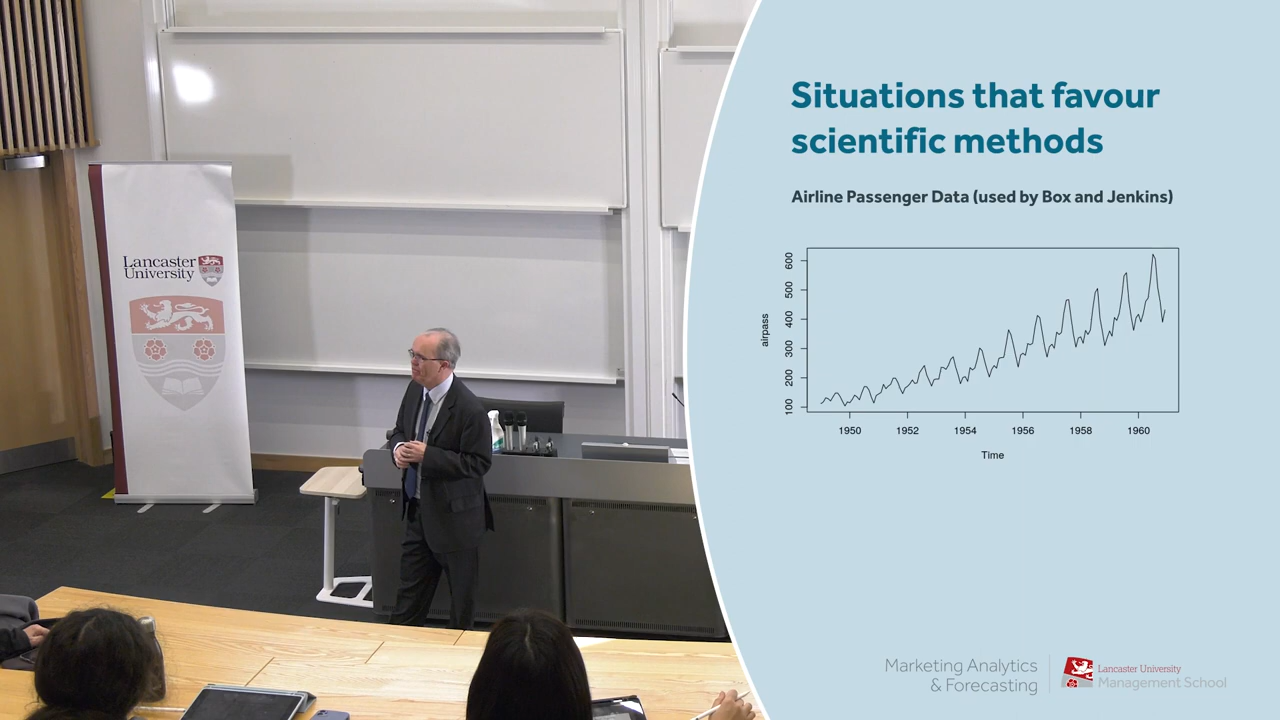 Lancaster
University
Situations that favour
scientific methods
Airline Passenger Data (used by Box and Jenkins)
600
500
400
300
200
100
airpass
1950 1952 1954 1956 1958 1960
Time
Marketing Analytics
& Forecasting
Lancaster University
Management School